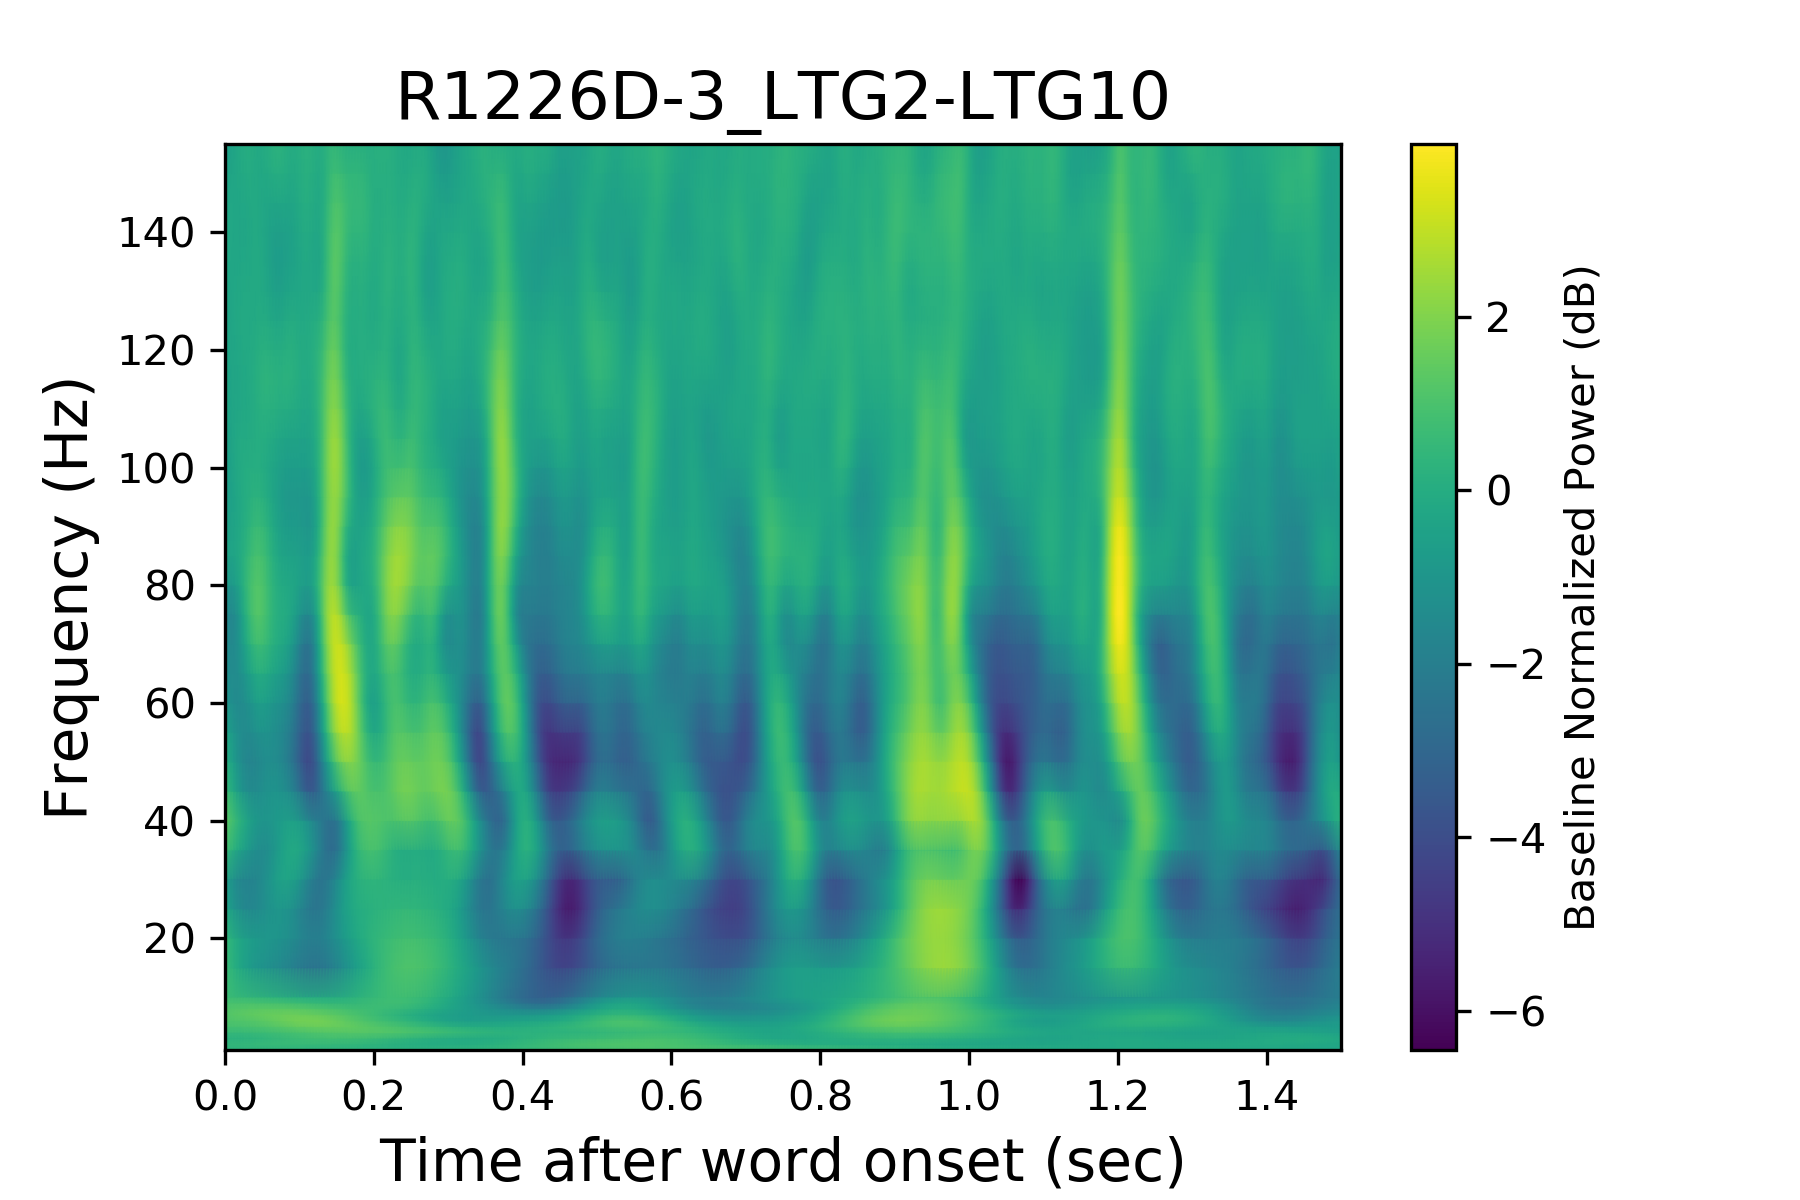 R1226D-3_LTG2-LTG10
140
120
100
80
60
40
20
Frequency (Hz)
0.0 0.2 0.4 0.6 0.8 1.0 1.2 1.4
Time after word onset (sec)
2
0
−2
−4
−6
Baseline Normalized Power (dB)